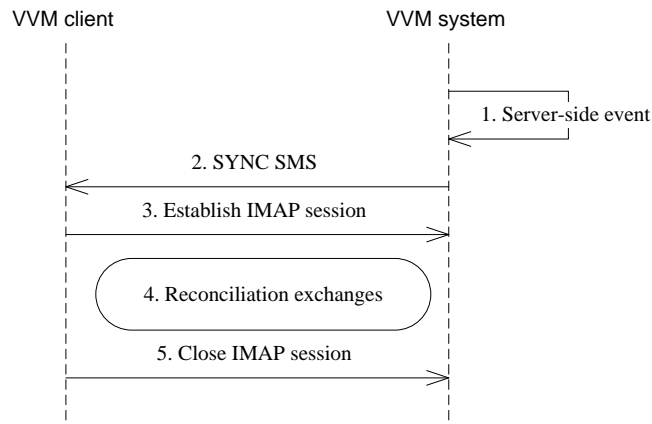 VVM client
VVM system
1. Server-side event
2. SYNC SMS
3. Establish IMAP session
4. Reconciliation exchanges
5. Close IMAP session